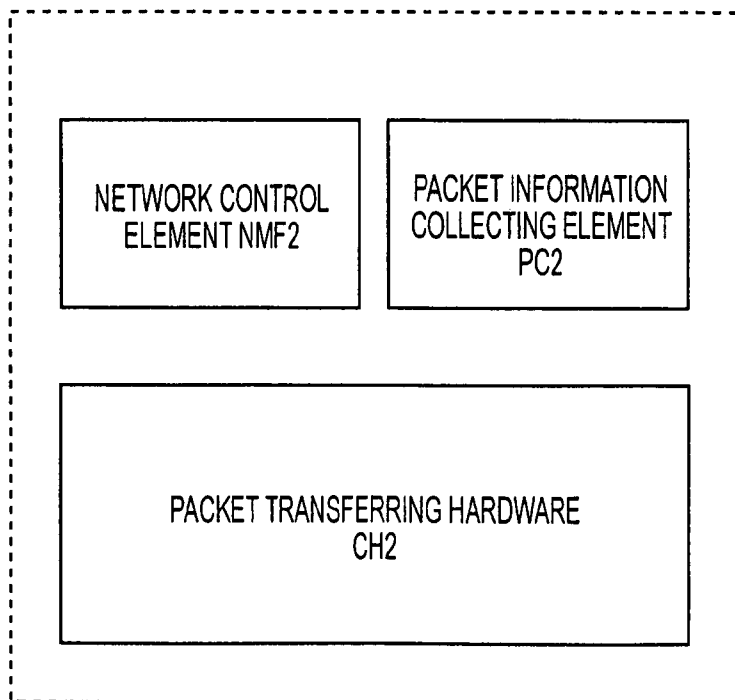 NETWORK CONTROL
ELEMENT NMF2
PACKET INFORMATION
COLLECTING ELEMENT
PC2
PACKET TRANSFERRING HARDWARE
CH2